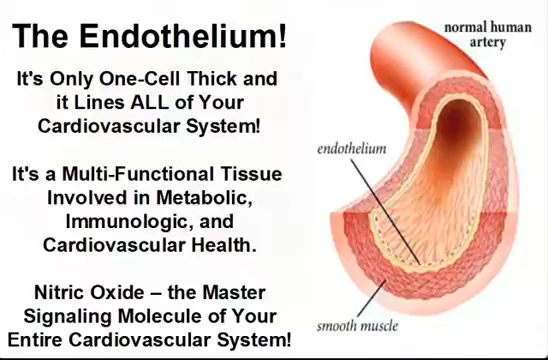 The Endothelium!
It's Only One-Cell Thick and
it Lines ALL of Your
Cardiovascular System!
It's a Multi-Functional Tissue
Involved in Metabolic,
Immunologic, and
Cardiovascular Health.
Nitric Oxide – the Master
Signaling Molecule of Your
Entire Cardiovascular System!
normal human
artery
endothelium
smooth muscle